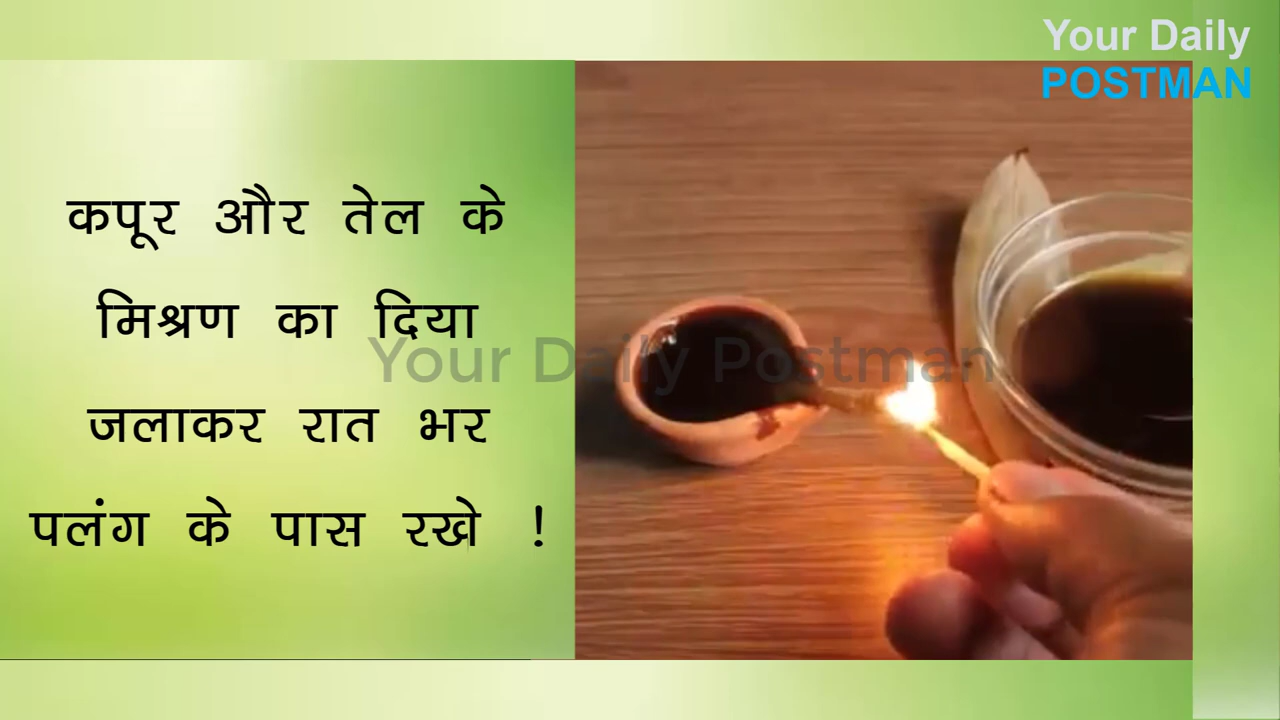 Your Daily
POSTMAN
कपूर और तेल के
मिश्रण का दिया
जलाकर रात भर
पलंग के पास रखे !
Your Daily Postman